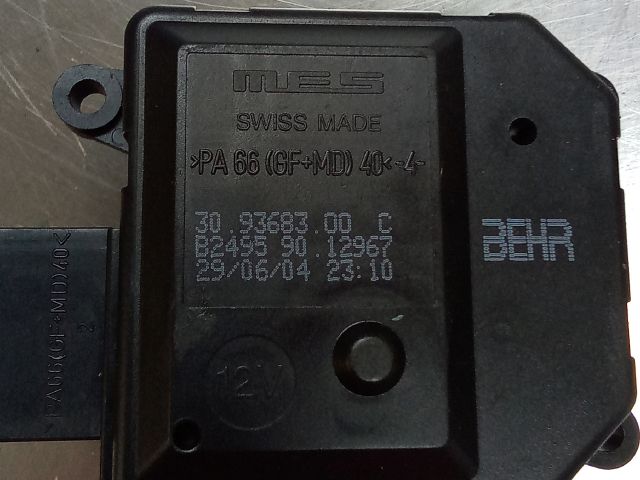 MES
SWISS MADE
>PA 66 (GF+MD) 40< -4-
30.93683.00 C
B2495 90.12967
29/06/04 23:10
BEHR
12V
PA66(GF+MD)40<
2